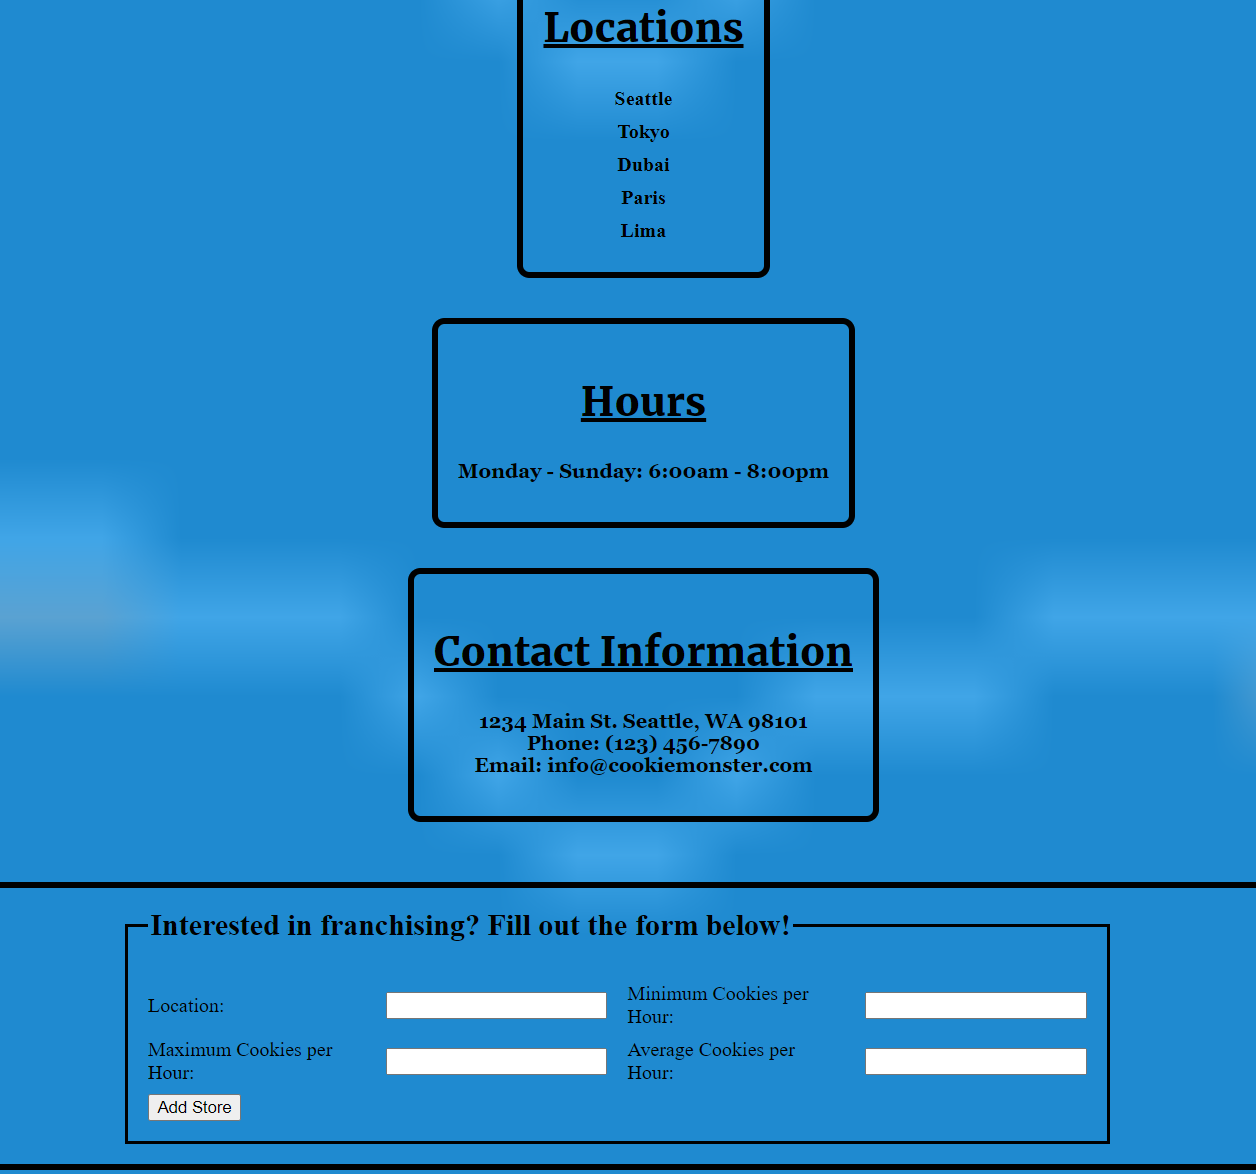 Locations
Seattle
Tokyo
Dubai
Paris
Lima
Hours
Monday - Sunday: 6:00am - 8:00pm
Contact Information
1234 Main St. Seattle, WA 98101
Phone: (123) 456-7890
Email: info@cookiemonster.com
Interested in franchising? Fill out the form below!
Location:
Minimum Cookies per
Hour:
Maximum Cookies per
Hour:
Average Cookies per
Hour:
Add Store